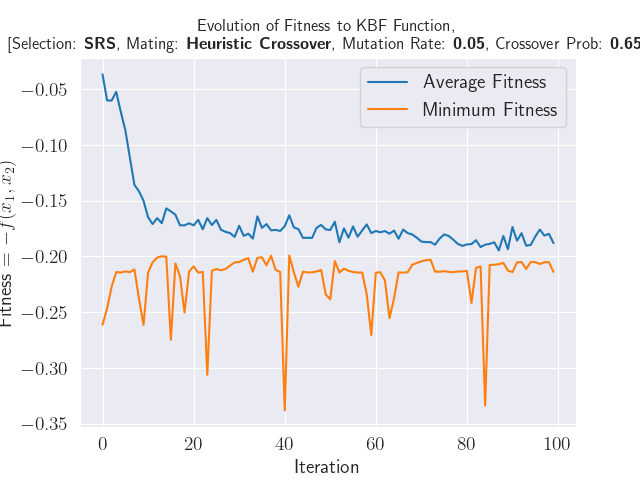 Evolution of Fitness to KBF Function,
[Selection: SRS, Mating: Heuristic Crossover, Mutation Rate: 0.05, Crossover Prob: 0.65
Average Fitness
Minimum Fitness
Fitness = −f(x₁, x₂)
−0.05
−0.10
−0.15
−0.20
−0.25
−0.30
−0.35
0 20 40 60 80 100
Iteration